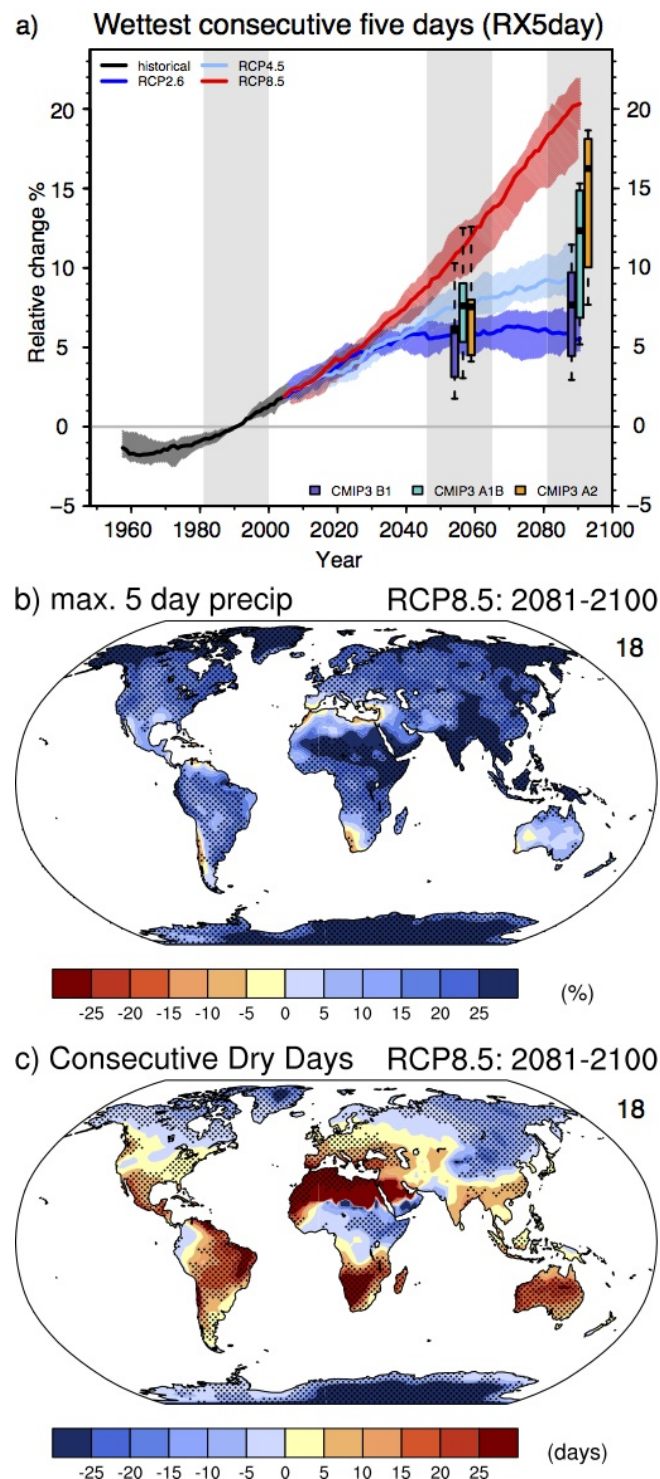 a) Wettest consecutive five days (RX5day)
historical RCP4.5
RCP2.6 RCP8.5
20 20
15 15
10 10
5 5
0 0
−5 −5
Relative change %
CMIP3 B1 CMIP3 A1B CMIP3 A2
1960 1980 2000 2020 2040 2060 2080 2100
Year
b) max. 5 day precip RCP8.5: 2081-2100
18
-25 -20 -15 -10 -5 0 5 10 15 20 25 (%)
c) Consecutive Dry Days RCP8.5: 2081-2100
18
-25 -20 -15 -10 -5 0 5 10 15 20 25 (days)